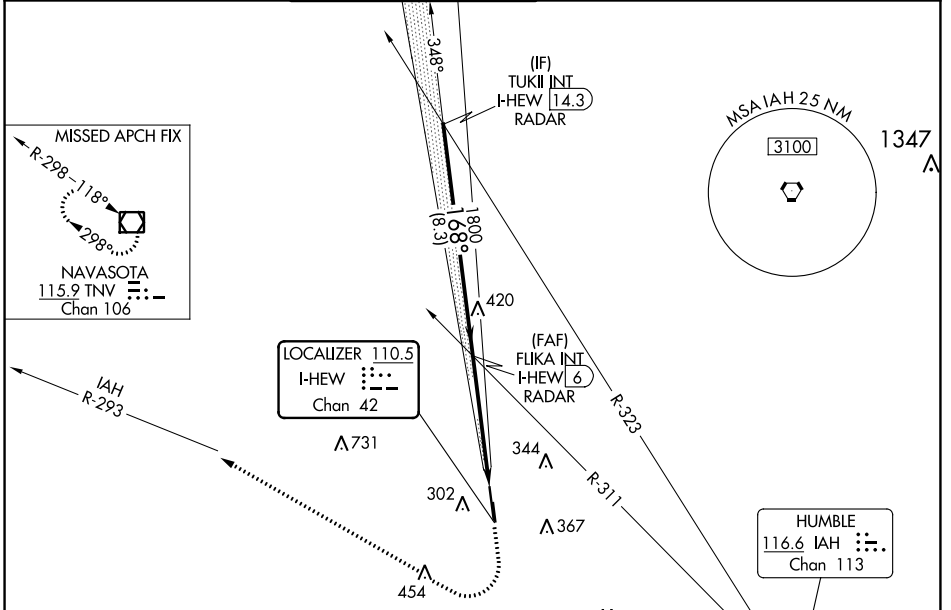 348°
(IF)
TUKII INT
I-HEW 14.3
RADAR
MSA IAH 25 NM
3100
1347
MISSED APCH FIX
R-298
118°
298°
NAVASOTA
115.9 TNV
Chan 106
1800
168°
(8.3)
420
(FAF)
FLIKA INT
I-HEW 6
RADAR
LOCALIZER 110.5
I-HEW
Chan 42
IAH
R-293
731
344
R-323
302
R-311
367
HUMBLE
116.6 IAH
Chan 113
454